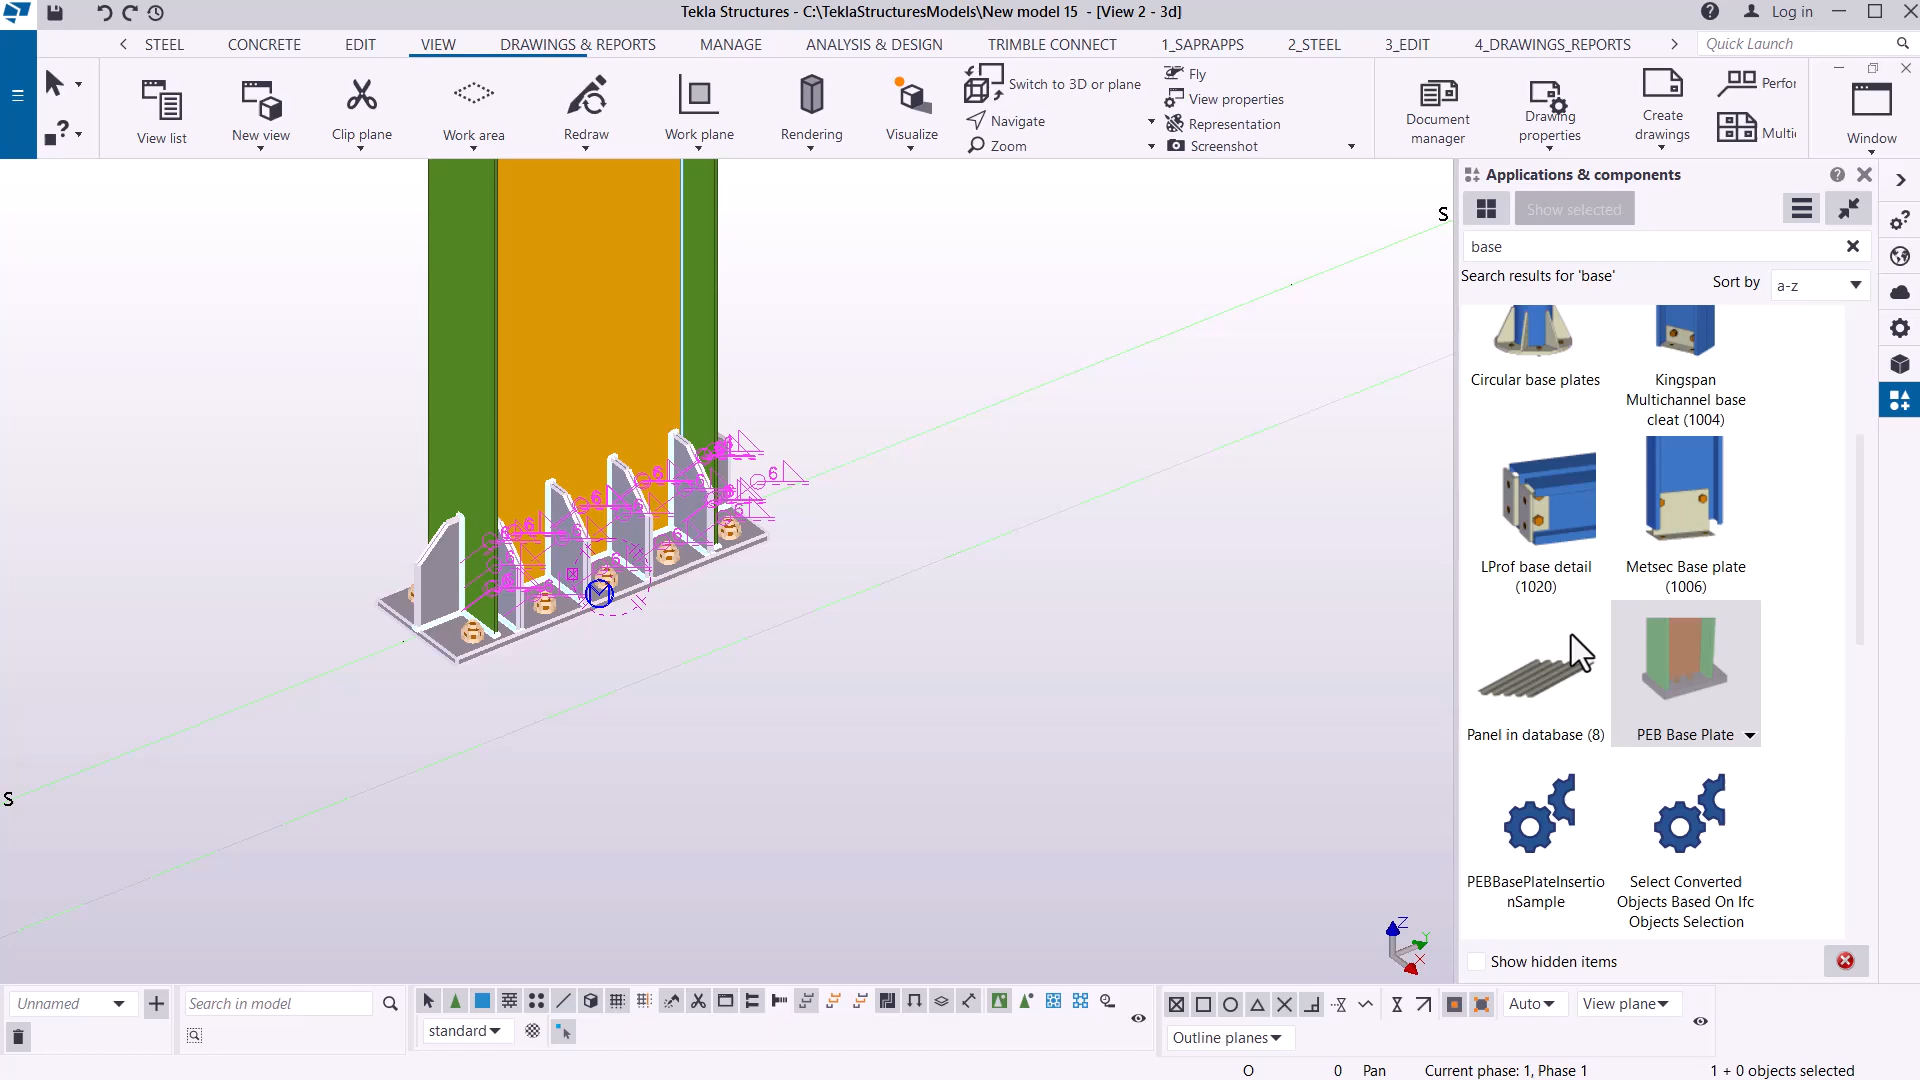 Tekla Structures - C:\TeklaStructuresModels\New model 15 - [View 2 - 3d]
Log in
STEEL
CONCRETE
EDIT
VIEW
DRAWINGS & REPORTS
MANAGE
ANALYSIS & DESIGN
TRIMBLE CONNECT
1_SAPRAPPS
2_STEEL
3_EDIT
4_DRAWINGS_REPORTS
Quick Launch
View list
New view
Clip plane
Work area
Redraw
Work plane
Rendering
Visualize
Switch to 3D or plane
Navigate
Zoom
Fly
View properties
Representation
Screenshot
Document
manager
Drawing
properties
Create
drawings
Perfor
Multi
Window
Applications & components
Show selected
base
Search results for 'base'
Sort by
a-z
Circular base plates
Kingspan
Multichannel base
cleat (1004)
LProf base detail
(1020)
Metsec Base plate
(1006)
Panel in database (8)
PEB Base Plate
PEBBasePlateInsertio
nSample
Select Converted
Objects Based On Ifc
Objects Selection
Show hidden items
S
S
Z
Y
X
Unnamed
Search in model
standard
Auto
View plane
Outline planes
O
0
Pan
Current phase: 1, Phase 1
1 + 0 objects selected